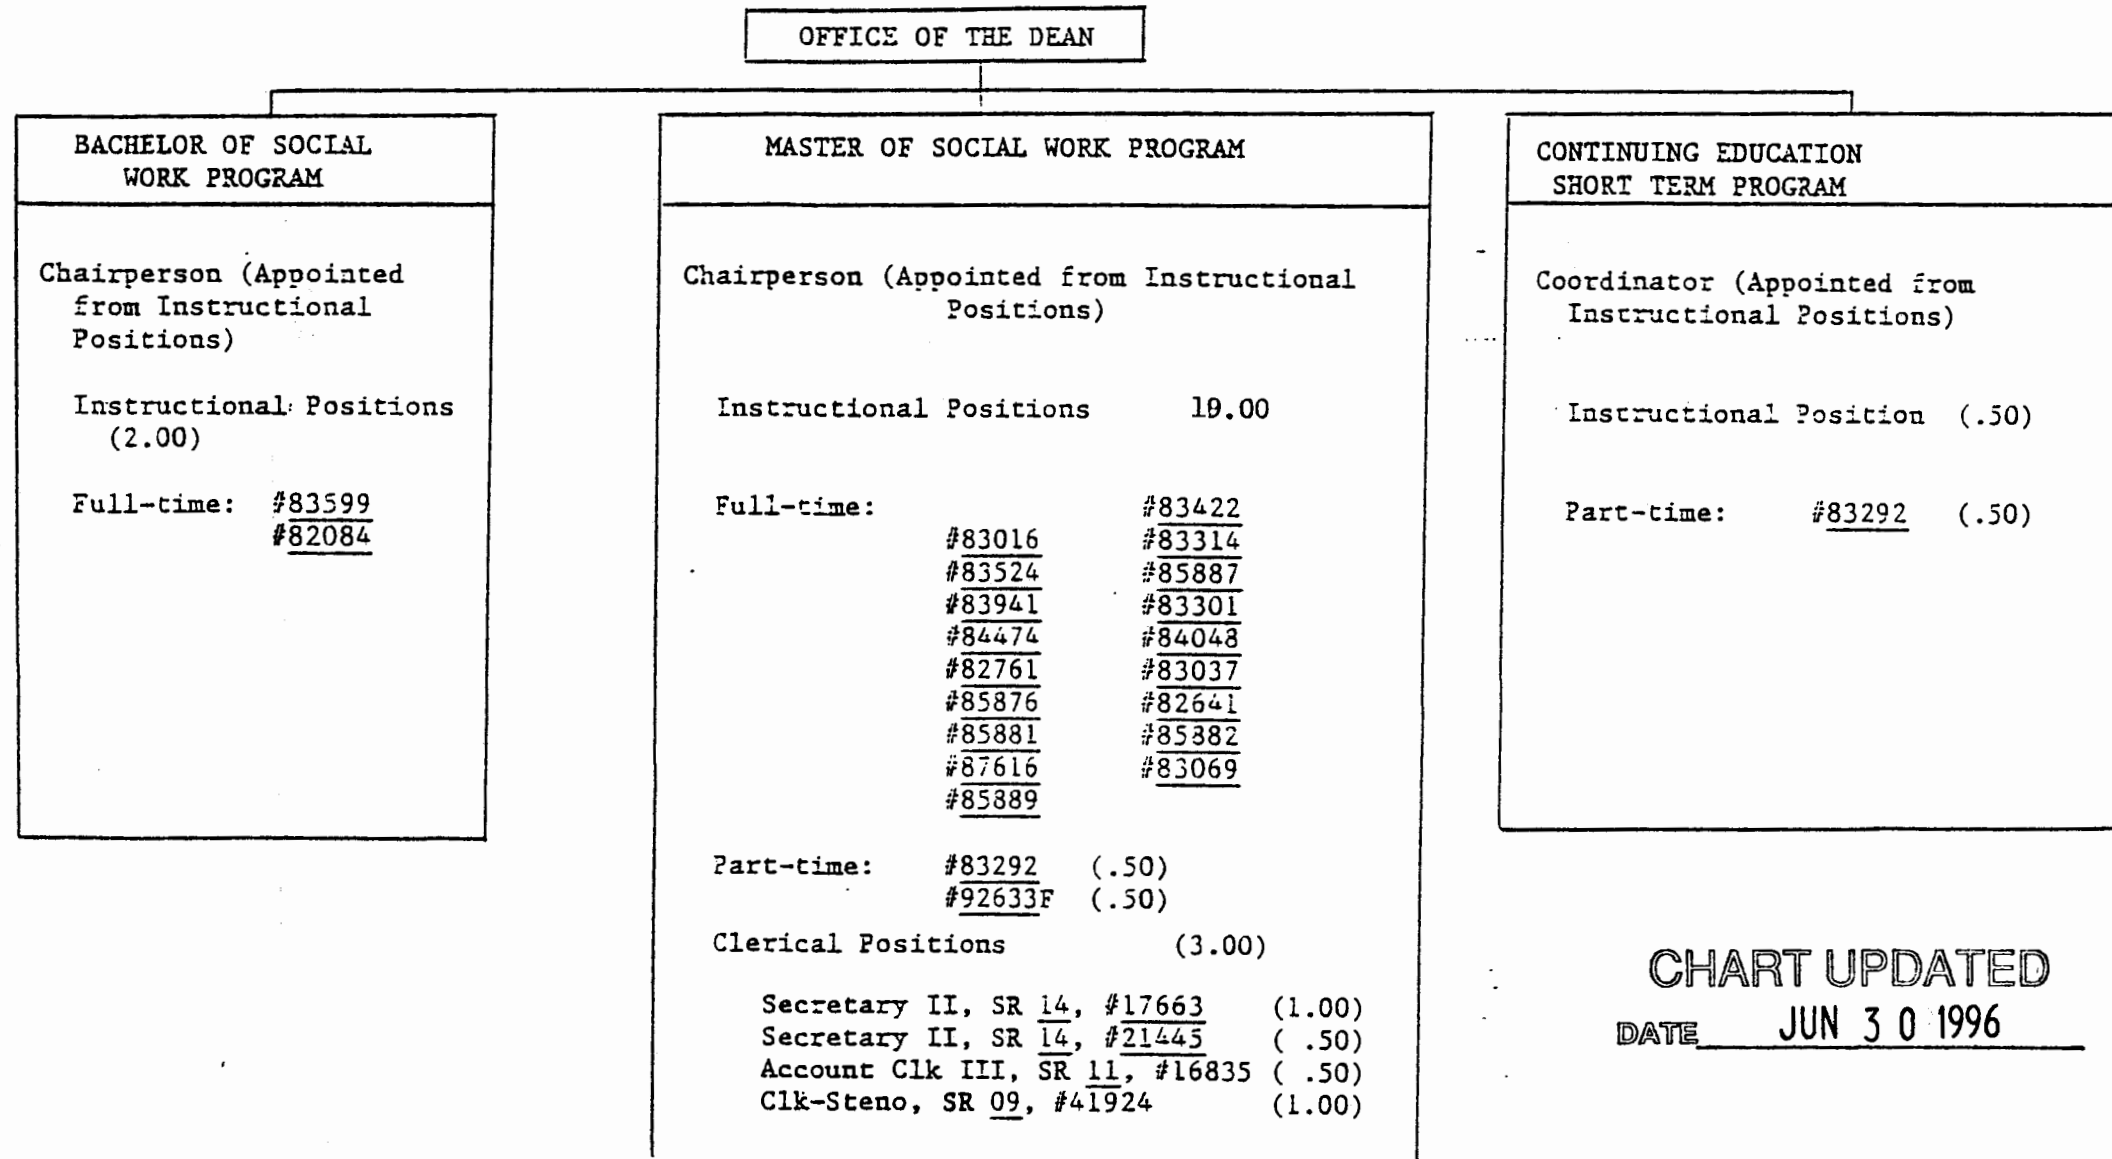 OFFICE OF THE DEAN
BACHELOR OF SOCIAL
WORK PROGRAM
Chairperson (Appointed
from Instructional
Positions)
Instructional Positions
(2.00)
Full-time: #83599
#82084
MASTER OF SOCIAL WORK PROGRAM
Chairperson (Appointed from Instructional
Positions)
Instructional Positions 19.00
Full-time: #83422
#83016 #83314
#83524 #85887
#83941 #83301
#84474 #84048
#82761 #83037
#85876 #82641
#85881 #85882
#87616 #83069
#85889
Part-time: #83292 (.50)
#92633F (.50)
Clerical Positions (3.00)
Secretary II, SR 14, #17663 (1.00)
Secretary II, SR 14, #21445 ( .50)
Account Clk III, SR 11, #16835 ( .50)
Clk-Steno, SR 09, #41924 (1.00)
CONTINUING EDUCATION
SHORT TERM PROGRAM
Coordinator (Appointed from
Instructional Positions)
Instructional Position (.50)
Part-time: #83292 (.50)
CHART UPDATED
DATE JUN 30 1996